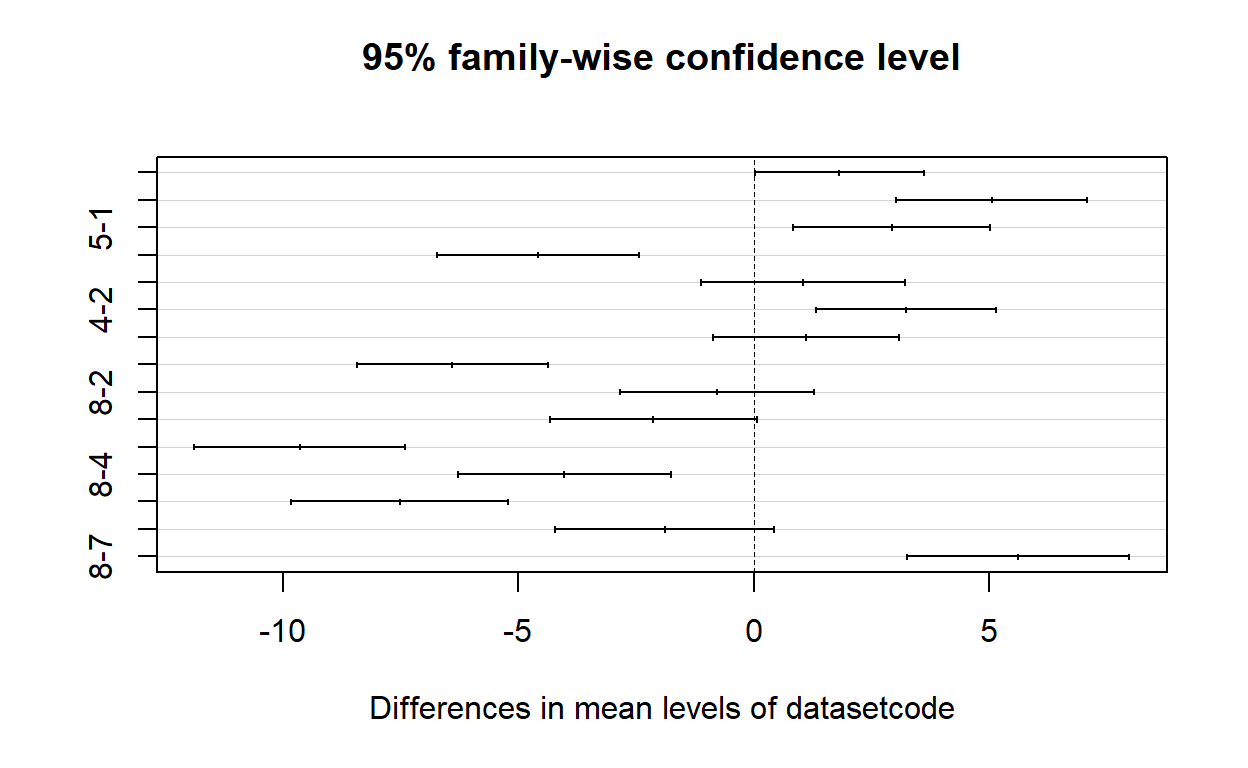 95% family-wise confidence level
5-1
4-2
8-2
8-4
8-7
-10 -5 0 5
Differences in mean levels of datasetcode